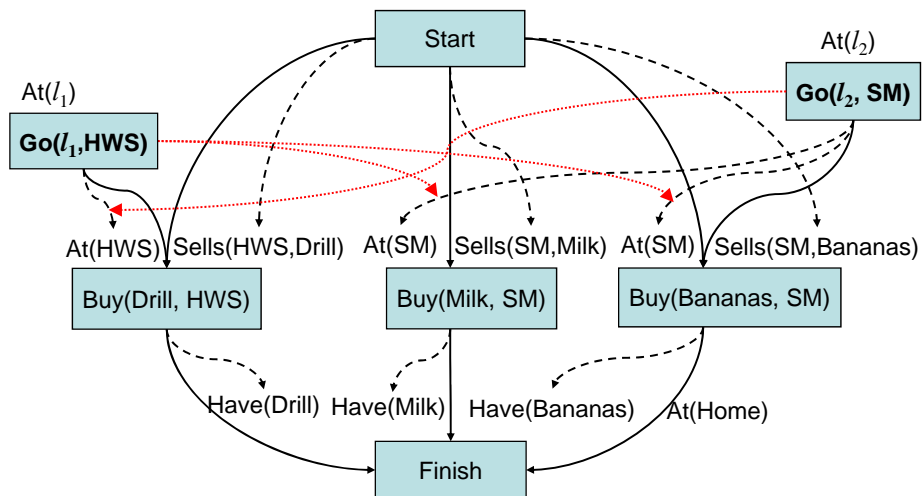 Start
At(l₂)
Go(l₂, SM)
At(l₁)
Go(l₁,HWS)
At(HWS)
Sells(HWS,Drill)
At(SM)
Sells(SM,Milk)
At(SM)
Sells(SM,Bananas)
Buy(Drill, HWS)
Buy(Milk, SM)
Buy(Bananas, SM)
Have(Drill)
Have(Milk)
Have(Bananas)
At(Home)
Finish